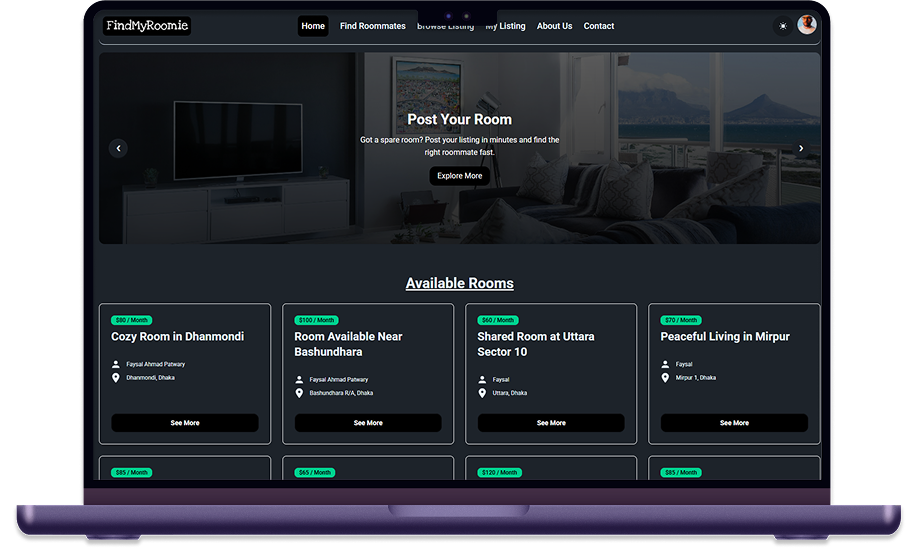 FindMyRoomie
Home Find Roommates Browse Listing My Listing About Us Contact
Post Your Room
Got a spare room? Post your listing in minutes and find the
right roommate fast.
Explore More
Available Rooms
$80 / Month
Cozy Room in Dhanmondi
Faysal Ahmad Patwary
Dhanmondi, Dhaka
See More
$100 / Month
Room Available Near
Bashundhara
Faysal Ahmad Patwary
Bashundhara R/A, Dhaka
See More
$60 / Month
Shared Room at Uttara
Sector 10
Faysal
Uttara, Dhaka
See More
$70 / Month
Peaceful Living in Mirpur
Faysal
Mirpur 1, Dhaka
See More
$85 / Month
$65 / Month
$120 / Month
$85 / Month